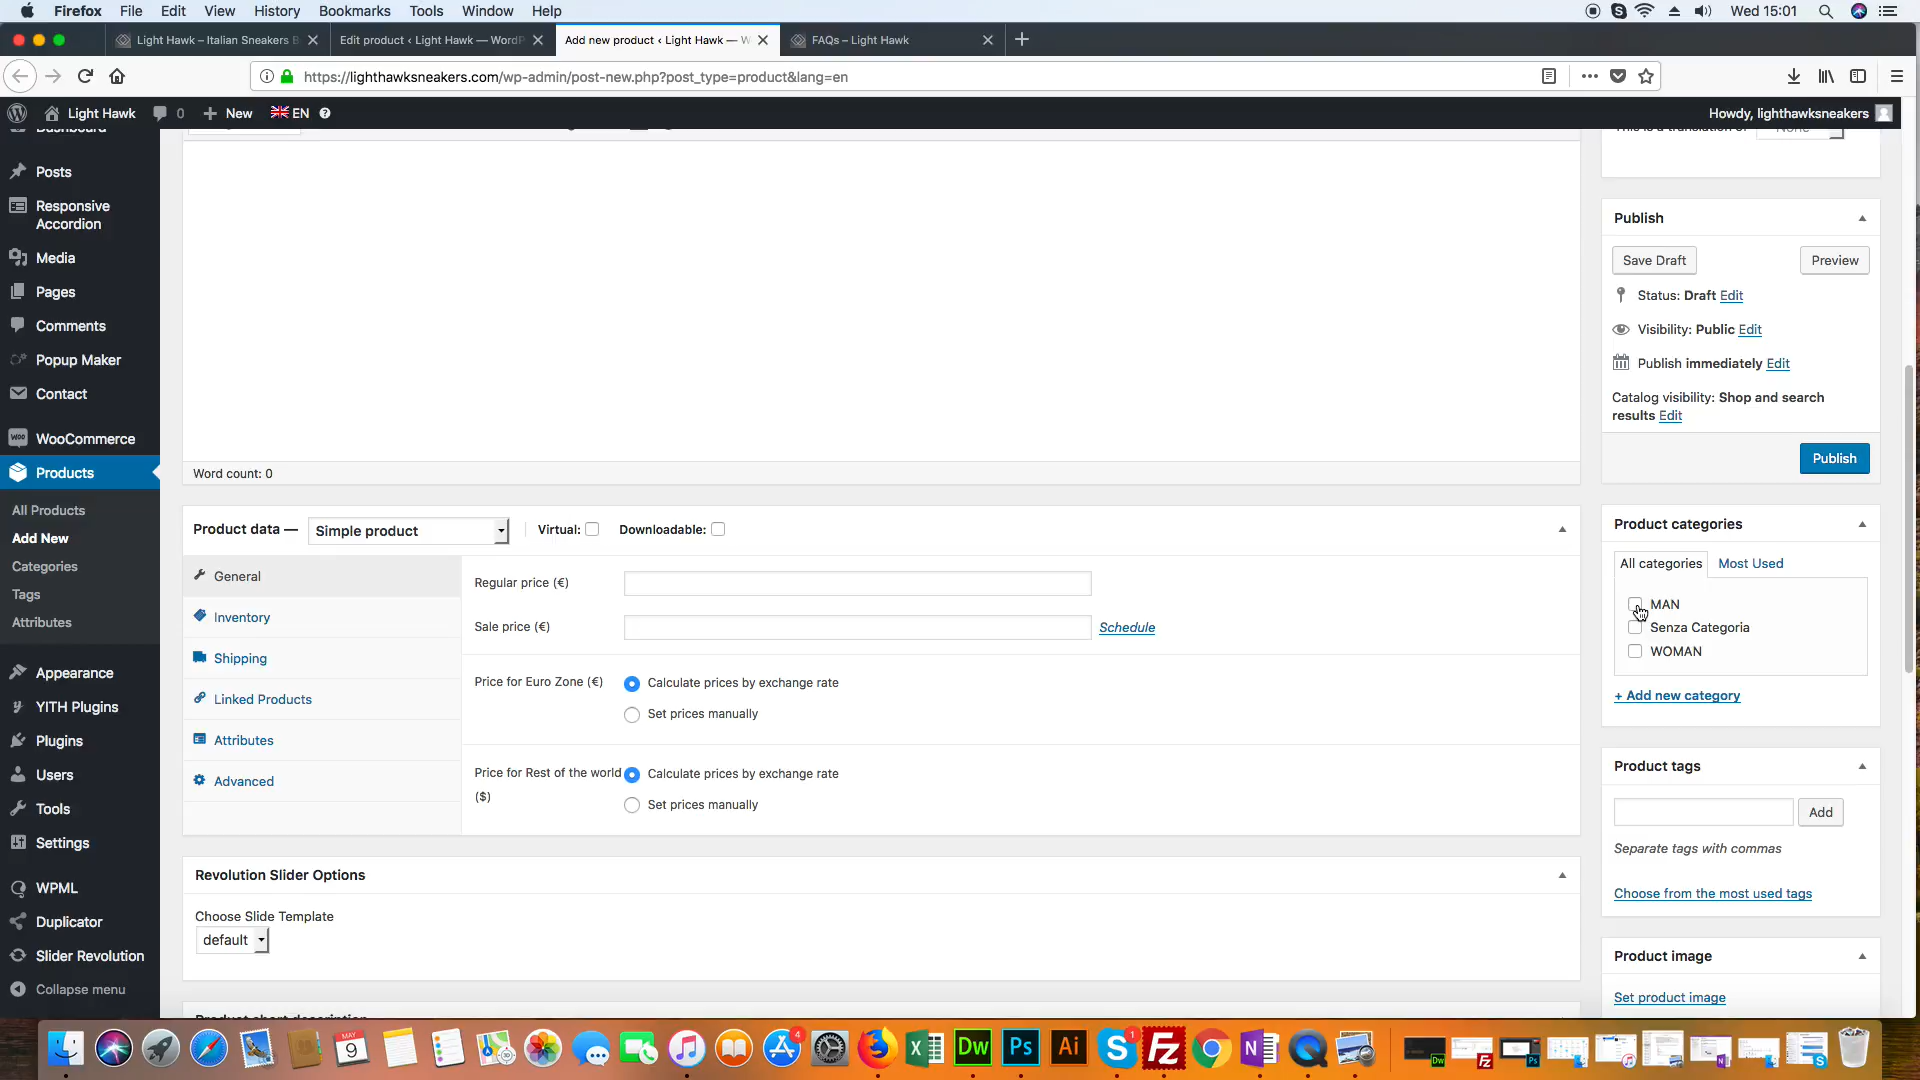 Firefox File Edit View History Bookmarks Tools Window Help Wed 15:01
Light Hawk – Italian Sneakers B
Edit product ‹ Light Hawk — WordP
Add new product ‹ Light Hawk — W
FAQs – Light Hawk
https://lighthawksneakers.com/wp-admin/post-new.php?post_type=product&lang=en
Light Hawk 0 New EN Howdy, lighthawksneakers
Dashboard
Posts
Responsive
Accordion
Media
Pages
Comments
Popup Maker
Contact
WooCommerce
Products
All Products
Add New
Categories
Tags
Attributes
Appearance
YITH Plugins
Plugins
Users
Tools
Settings
WPML
Duplicator
Slider Revolution
Collapse menu
Word count: 0
Product data — Simple product Virtual: Downloadable:
General
Inventory
Shipping
Linked Products
Attributes
Advanced
Regular price (€)
Sale price (€) Schedule
Price for Euro Zone (€) Calculate prices by exchange rate
Set prices manually
Price for Rest of the world Calculate prices by exchange rate
($)
Set prices manually
Revolution Slider Options
Choose Slide Template
default
Product short description
This is a translation of None
Publish
Save Draft Preview
Status: Draft Edit
Visibility: Public Edit
Publish immediately Edit
Catalog visibility: Shop and search
results Edit
Publish
Product categories
All categories Most Used
MAN
Senza Categoria
WOMAN
+ Add new category
Product tags
Add
Separate tags with commas
Choose from the most used tags
Product image
Set product image
MAY
9
4
Dw
Ps
Ai
1